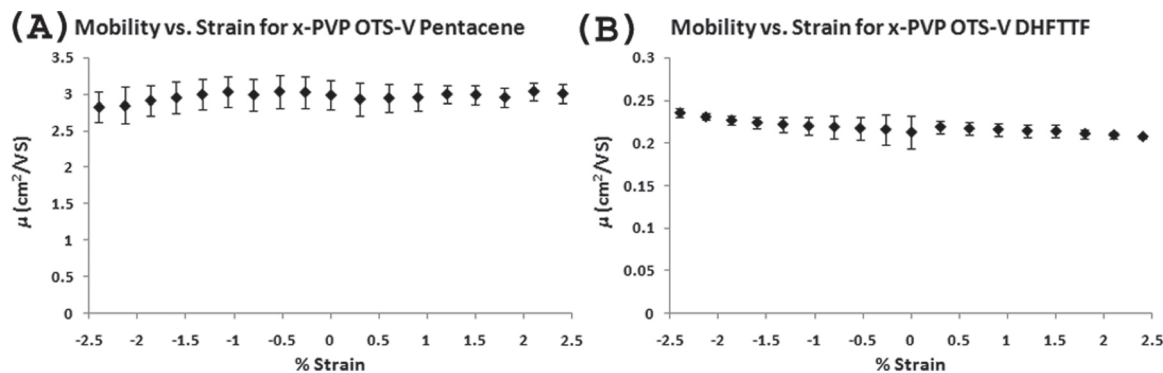 (A) Mobility vs. Strain for x-PVP OTS-V Pentacene
3.5
3
2.5
2
1.5
1
0.5
0
μ (cm²/VS)
-2.5 -2 -1.5 -1 -0.5 0 0.5 1 1.5 2 2.5
% Strain
(B) Mobility vs. Strain for x-PVP OTS-V DHFTTF
0.3
0.25
0.2
0.15
0.1
0.05
0
μ (cm²/VS)
-2.5 -2 -1.5 -1 -0.5 0 0.5 1 1.5 2 2.5
% Strain